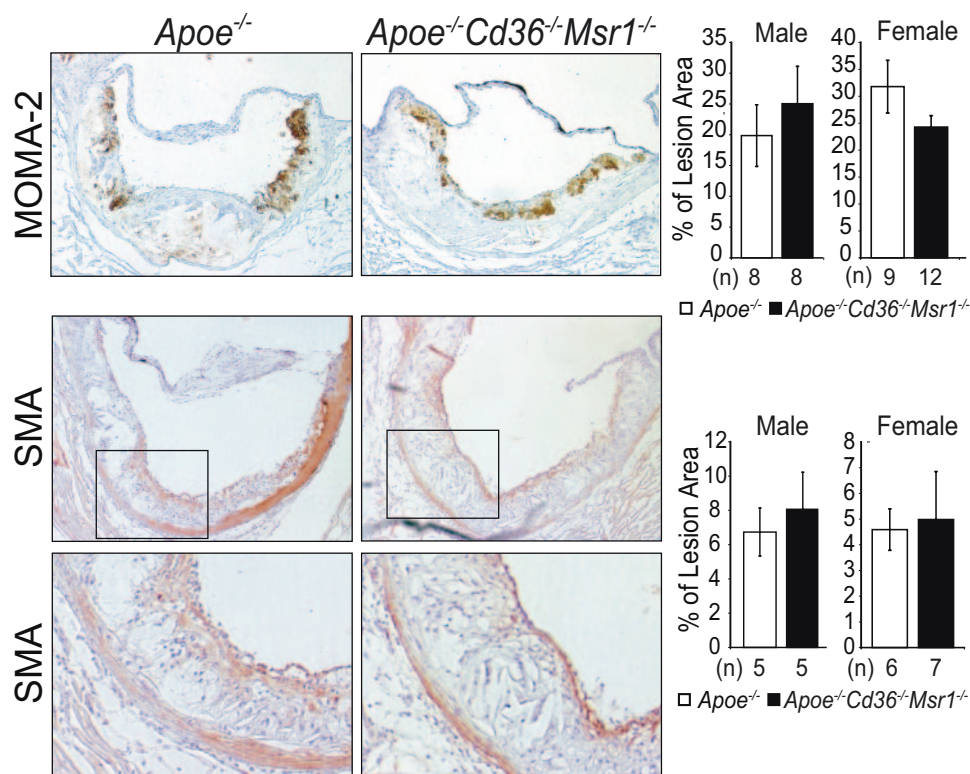 Apoe-/-
Apoe-/-Cd36-/-Msr1-/-
MOMA-2
% of Lesion Area
Male
35
30
25
20
15
10
5
0
Female
40
35
30
25
20
15
10
5
0
(n) 8 8
(n) 9 12
Apoe-/- Apoe-/-Cd36-/-Msr1-/-
SMA
% of Lesion Area
Male
12
10
8
6
4
2
0
Female
8
7
6
5
4
3
2
1
0
(n) 5 5
(n) 6 7
Apoe-/- Apoe-/-Cd36-/-Msr1-/-
SMA